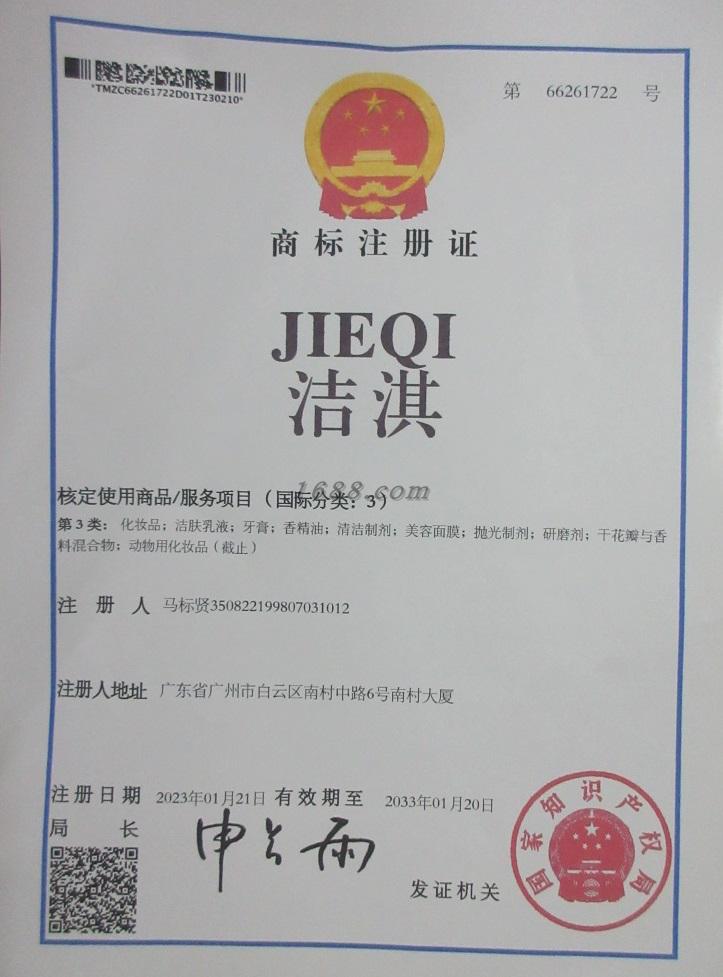 *TMZC66261722D01T230210*
第 66261722 号
商标注册证
JIEQI
洁淇
1688.com
核定使用商品/服务项目（国际分类：3）
第3类：化妆品；洁肤乳液；牙膏；香精油；清洁制剂；美容面膜；抛光制剂；研磨剂；干花瓣与香
料混合物；动物用化妆品（截止）
注册人 马标贤350822199807031012
注册人地址 广东省广州市白云区南村中路6号南村大厦
注册日期 2023年01月21日 有效期至 2033年01月20日
局长 申长雨
发证机关
国家知识产权局